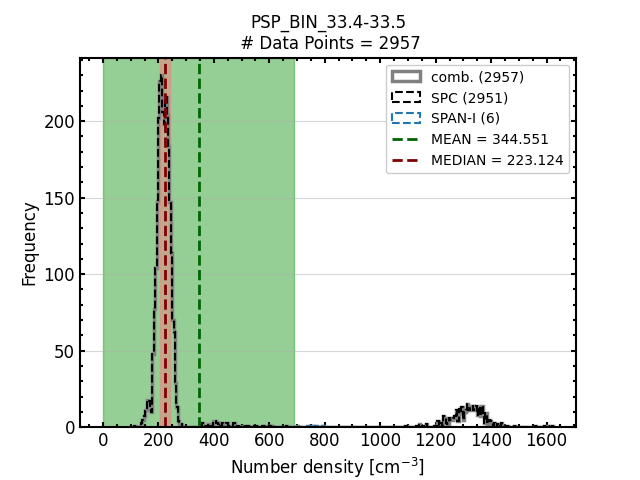 PSP_BIN_33.4-33.5
# Data Points = 2957
comb. (2957)
SPC (2951)
SPAN-I (6)
MEAN = 344.551
MEDIAN = 223.124
Frequency
200
150
100
50
0
0 200 400 600 800 1000 1200 1400 1600
Number density [cm⁻³]